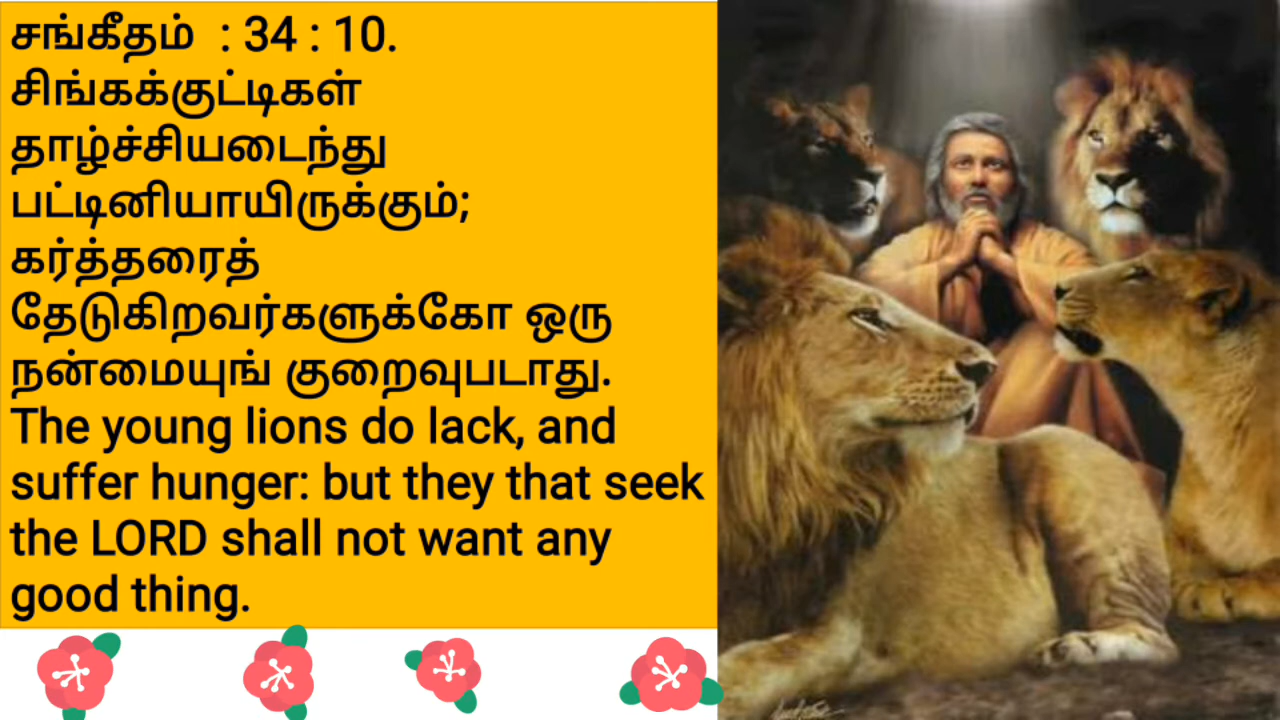 சங்கீதம் : 34 : 10.
சிங்கக்குட்டிகள்
தாழ்ச்சியடைந்து
பட்டினியாயிருக்கும்;
கர்த்தரைத்
தேடுகிறவர்களுக்கோ ஒரு
நன்மையுங் குறைவுபடாது.
The young lions do lack, and
suffer hunger: but they that seek
the LORD shall not want any
good thing.